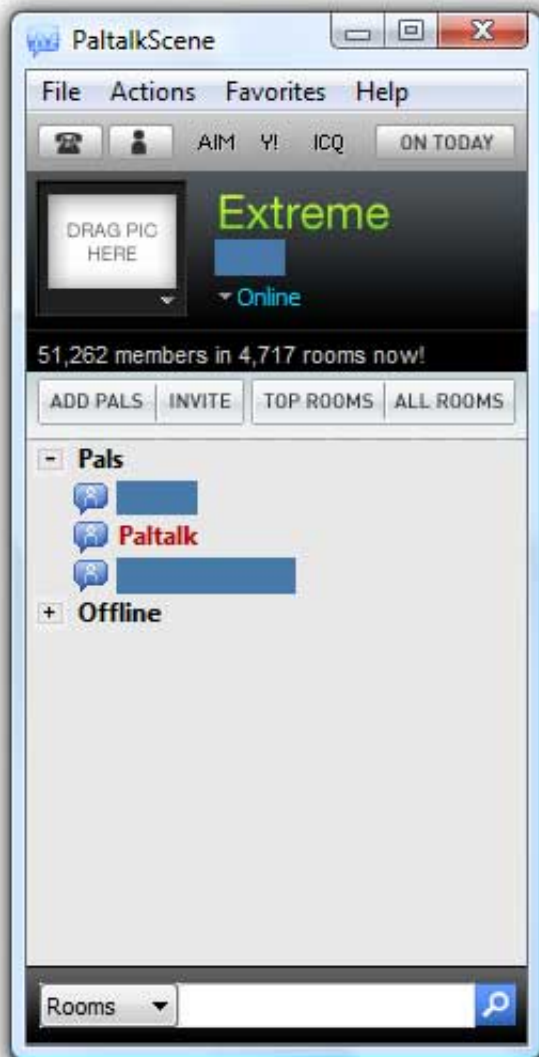 PaltalkScene
File Actions Favorites Help
AIM Y! ICQ ON TODAY
DRAG PIC
HERE
Extreme
Online
51,262 members in 4,717 rooms now!
ADD PALS INVITE TOP ROOMS ALL ROOMS
Pals
Paltalk
Offline
Rooms